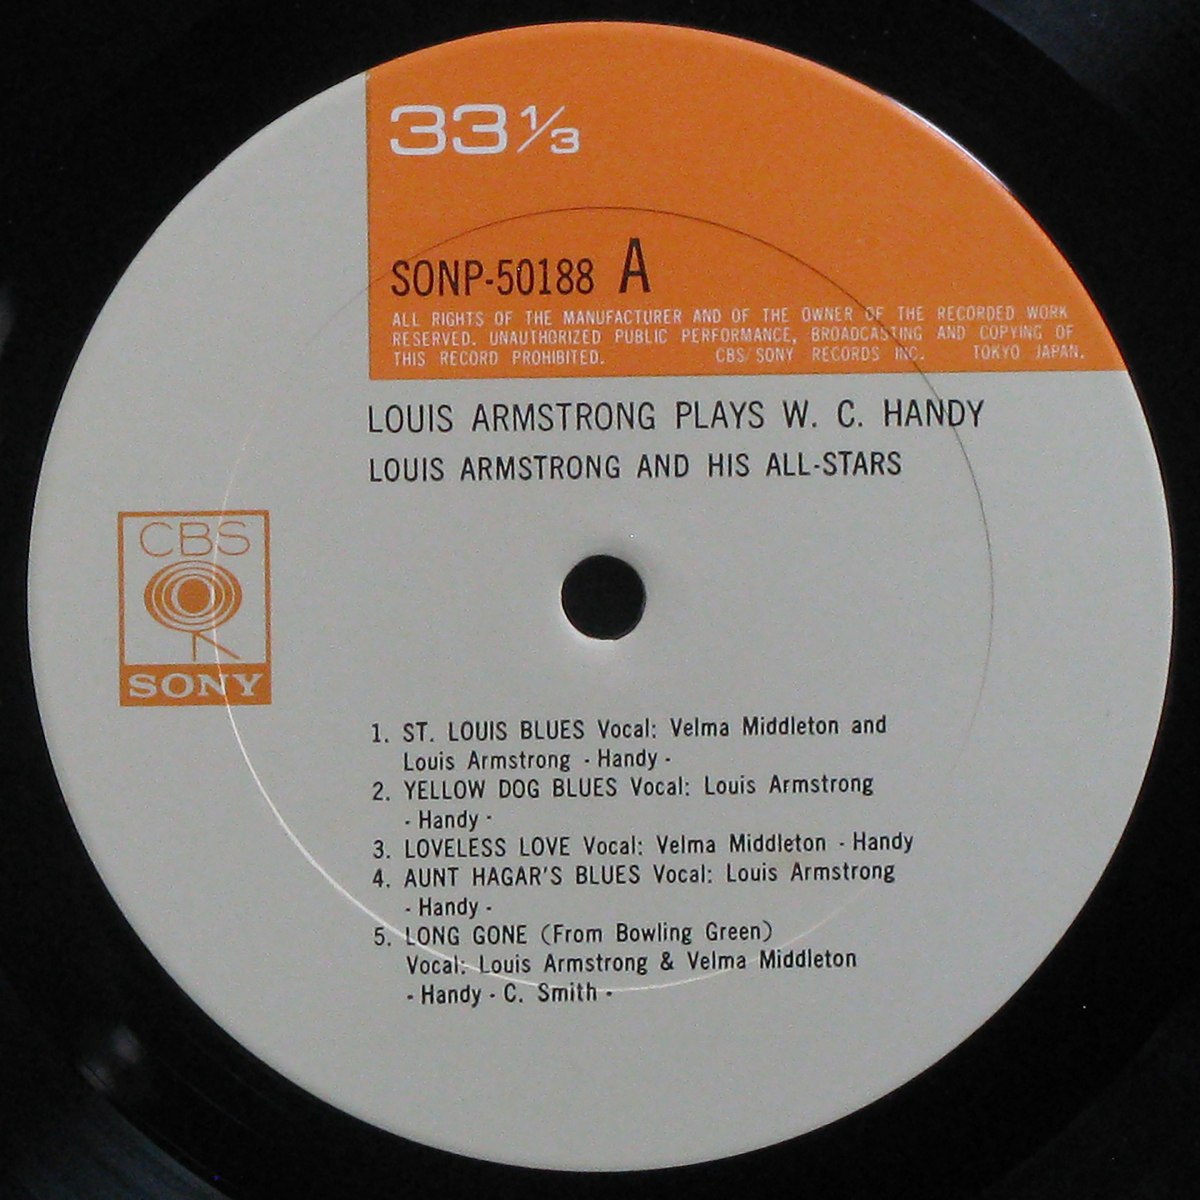 33 1/3
SONP-50188 A
ALL RIGHTS OF THE MANUFACTURER AND OF THE OWNER OF THE RECORDED WORK
RESERVED. UNAUTHORIZED PUBLIC PERFORMANCE, BROADCASTING AND COPYING OF
THIS RECORD PROHIBITED. CBS/SONY RECORDS INC. TOKYO JAPAN.
LOUIS ARMSTRONG PLAYS W. C. HANDY
LOUIS ARMSTRONG AND HIS ALL-STARS
CBS
SONY
1. ST. LOUIS BLUES Vocal: Velma Middleton and
Louis Armstrong - Handy -
2. YELLOW DOG BLUES Vocal: Louis Armstrong
- Handy -
3. LOVELESS LOVE Vocal: Velma Middleton - Handy
4. AUNT HAGAR'S BLUES Vocal: Louis Armstrong
- Handy -
5. LONG GONE (From Bowling Green)
Vocal: Louis Armstrong & Velma Middleton
- Handy - C. Smith -